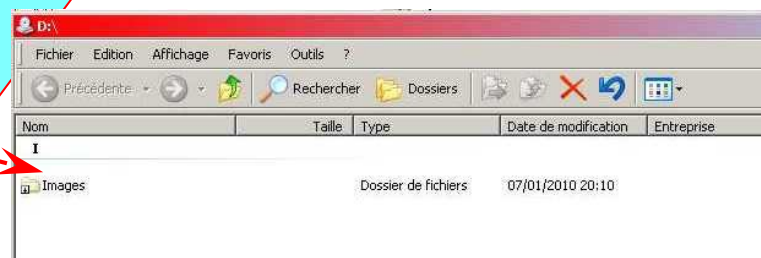 D:\
Fichier Edition Affichage Favoris Outils ?
Précédente Rechercher Dossiers
Nom Taille Type Date de modification Entreprise
I
Images Dossier de fichiers 07/01/2010 20:10